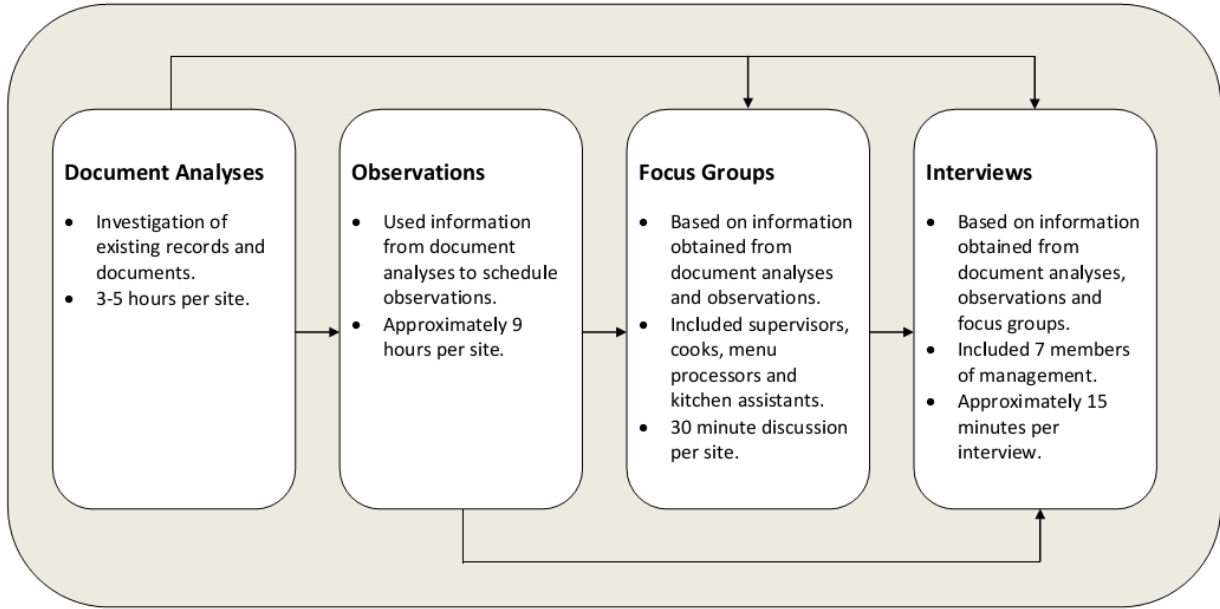 Document Analyses
• Investigation of
existing records and
documents.
• 3-5 hours per site.
Observations
• Used information
from document
analyses to schedule
observations.
• Approximately 9
hours per site.
Focus Groups
• Based on information
obtained from
document analyses
and observations.
• Included supervisors,
cooks, menu
processors and
kitchen assistants.
• 30 minute discussion
per site.
Interviews
• Based on information
obtained from
document analyses,
observations and
focus groups.
• Included 7 members
of management.
• Approximately 15
minutes per
interview.